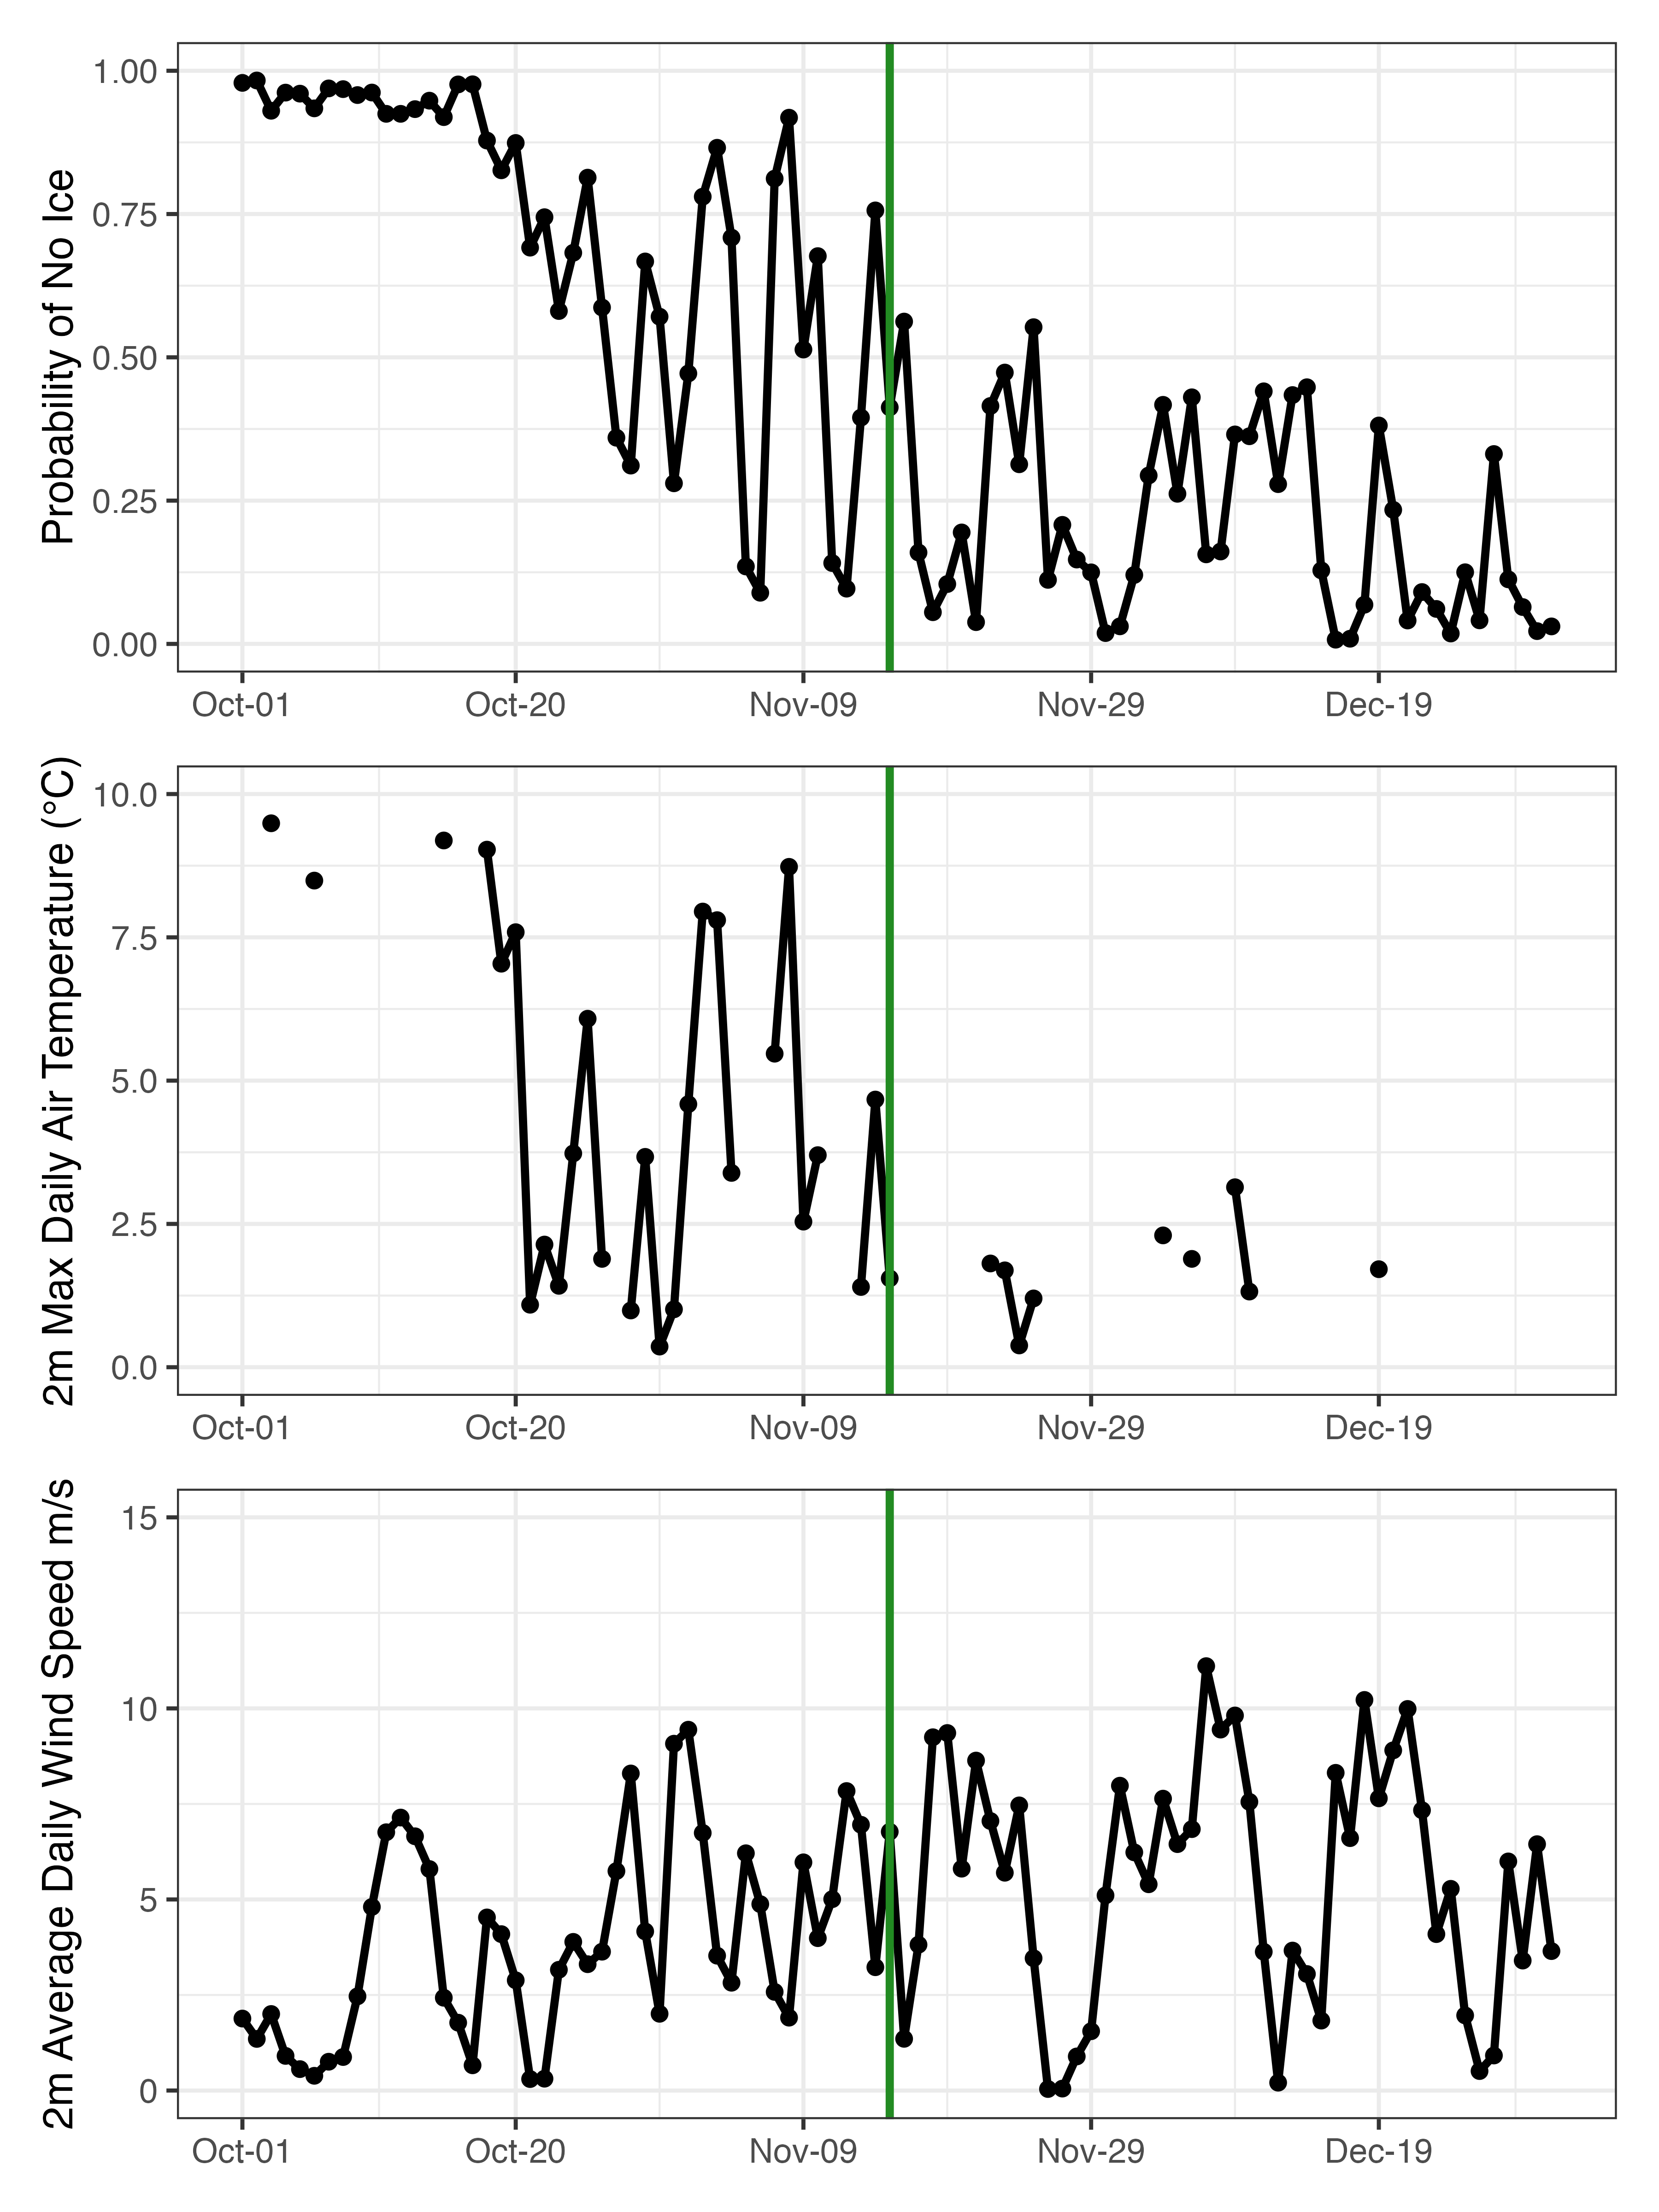 Probability of No Ice
1.00
0.75
0.50
0.25
0.00
Oct-01 Oct-20 Nov-09 Nov-29 Dec-19
2m Max Daily Air Temperature (°C)
10.0
7.5
5.0
2.5
0.0
Oct-01 Oct-20 Nov-09 Nov-29 Dec-19
2m Average Daily Wind Speed m/s
15
10
5
0
Oct-01 Oct-20 Nov-09 Nov-29 Dec-19